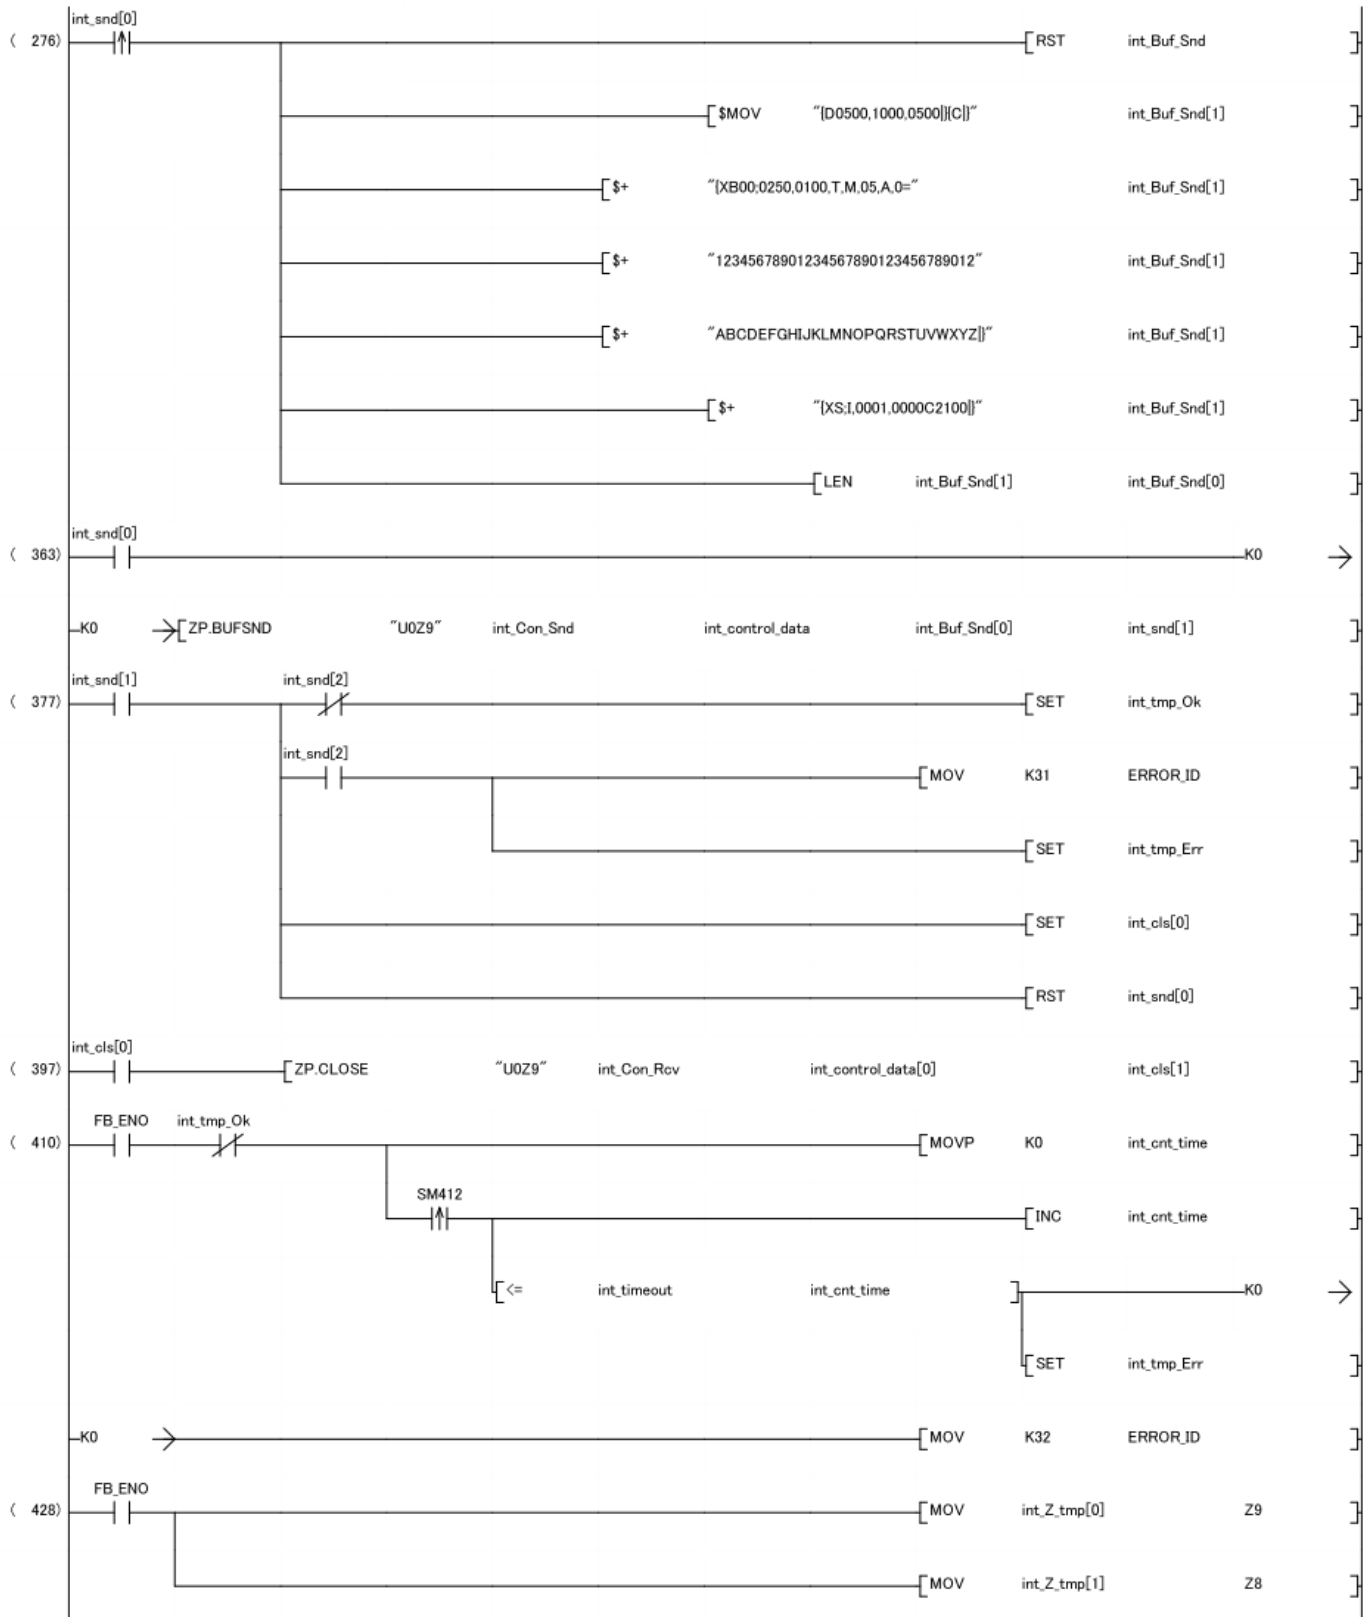 int_snd[0]
( 276) RST int_Buf_Snd
$MOV "{D0500,1000,0500|}{C|}" int_Buf_Snd[1]
$+ "{XB00;0250,0100,T,M,05,A,0=" int_Buf_Snd[1]
$+ "12345678901234567890123456789012" int_Buf_Snd[1]
$+ "ABCDEFGHIJKLMNOPQRSTUVWXYZ|}" int_Buf_Snd[1]
$+ "{XS;I,0001,0000C2100|}" int_Buf_Snd[1]
LEN int_Buf_Snd[1] int_Buf_Snd[0]
int_snd[0]
( 363) K0
K0 ZP.BUFSND "U0Z9" int_Con_Snd int_control_data int_Buf_Snd[0] int_snd[1]
int_snd[1] int_snd[2]
( 377) SET int_tmp_Ok
int_snd[2]
MOV K31 ERROR_ID
SET int_tmp_Err
SET int_cls[0]
RST int_snd[0]
int_cls[0]
( 397) ZP.CLOSE "U0Z9" int_Con_Rcv int_control_data[0] int_cls[1]
FB_ENO int_tmp_Ok
( 410) MOVP K0 int_cnt_time
SM412
INC int_cnt_time
<= int_timeout int_cnt_time K0
SET int_tmp_Err
K0 MOV K32 ERROR_ID
FB_ENO
( 428) MOV int_Z_tmp[0] Z9
MOV int_Z_tmp[1] Z8